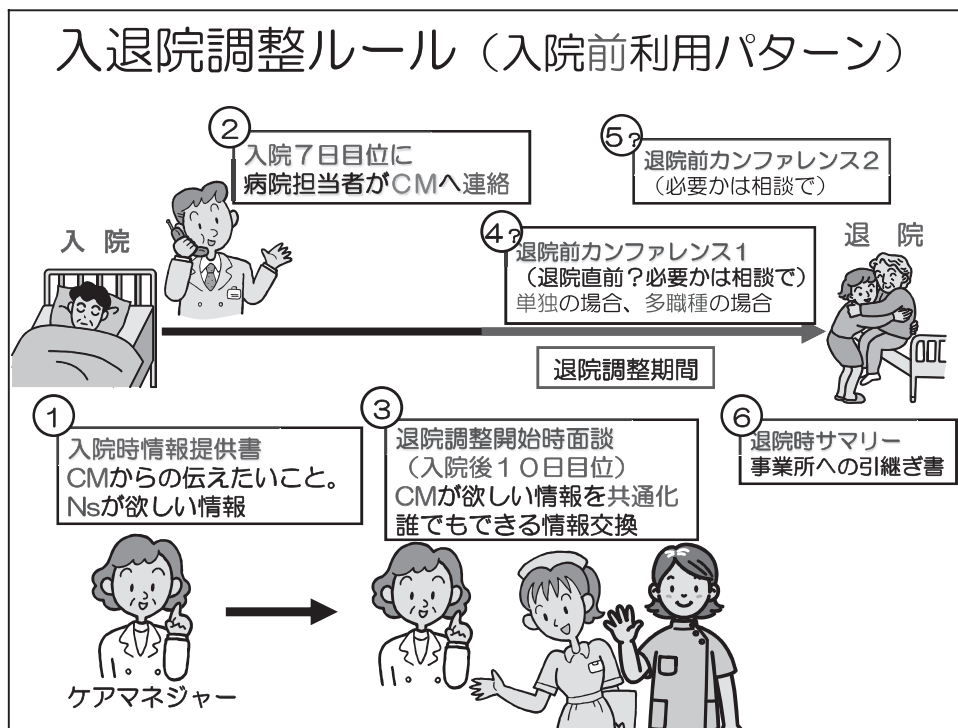 入退院調整ルール（入院前利用パターン）
②
入院７日目位に
病院担当者がCMへ連絡
⑤?
退院前カンファレンス２
（必要かは相談で）
入 院
④?
退院前カンファレンス１
（退院直前？必要かは相談で）
単独の場合、多職種の場合
退 院
退院調整期間
①
入院時情報提供書
CMからの伝えたいこと。
Nsが欲しい情報
③
退院調整開始時面談
（入院後１０日目位）
CMが欲しい情報を共通化
誰でもできる情報交換
⑥
退院時サマリー
事業所への引継ぎ書
ケアマネジャー